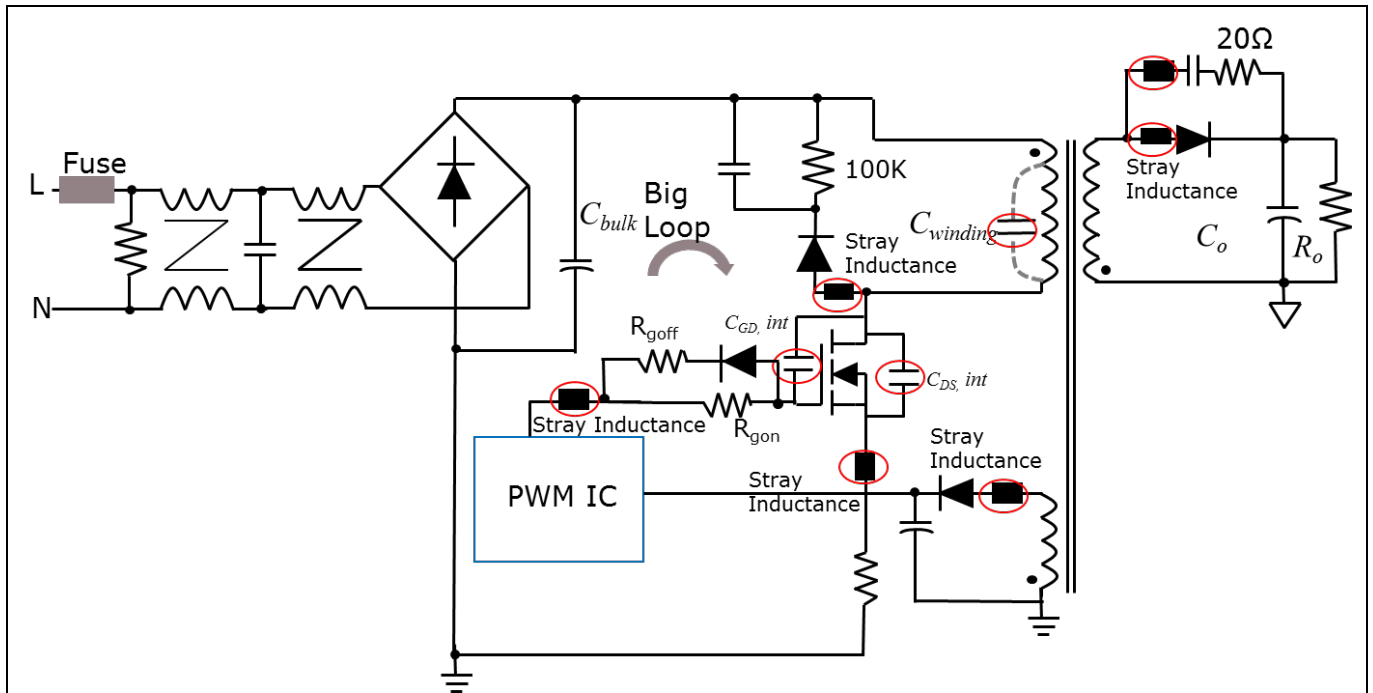 20Ω
Fuse
L
Stray
Inductance
100K
Big
Loop
C_bulk
C_winding
Stray
Inductance
C_o
R_o
N
R_goff
C_GD, int
C_DS, int
Stray Inductance
R_gon
Stray
Inductance
Stray
Inductance
PWM IC